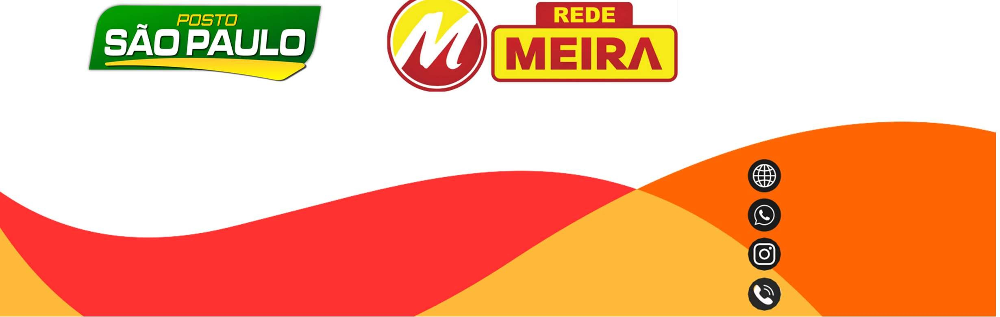 POSTO
SÃO PAULO
M
REDE
MEIRA